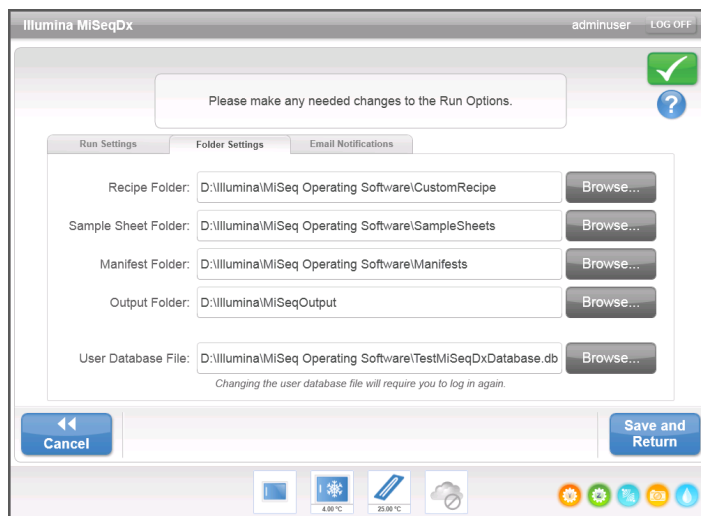 Illumina MiSeqDx adminuser LOG OFF
Please make any needed changes to the Run Options.
?
Run Settings Folder Settings Email Notifications
Recipe Folder: D:\Illumina\MiSeq Operating Software\CustomRecipe Browse...
Sample Sheet Folder: D:\Illumina\MiSeq Operating Software\SampleSheets Browse...
Manifest Folder: D:\Illumina\MiSeq Operating Software\Manifests Browse...
Output Folder: D:\Illumina\MiSeqOutput Browse...
User Database File: D:\Illumina\MiSeq Operating Software\TestMiSeqDxDatabase.db Browse...
Changing the user database file will require you to log in again.
Cancel
Save and
Return
4.00 °C 25.00 °C